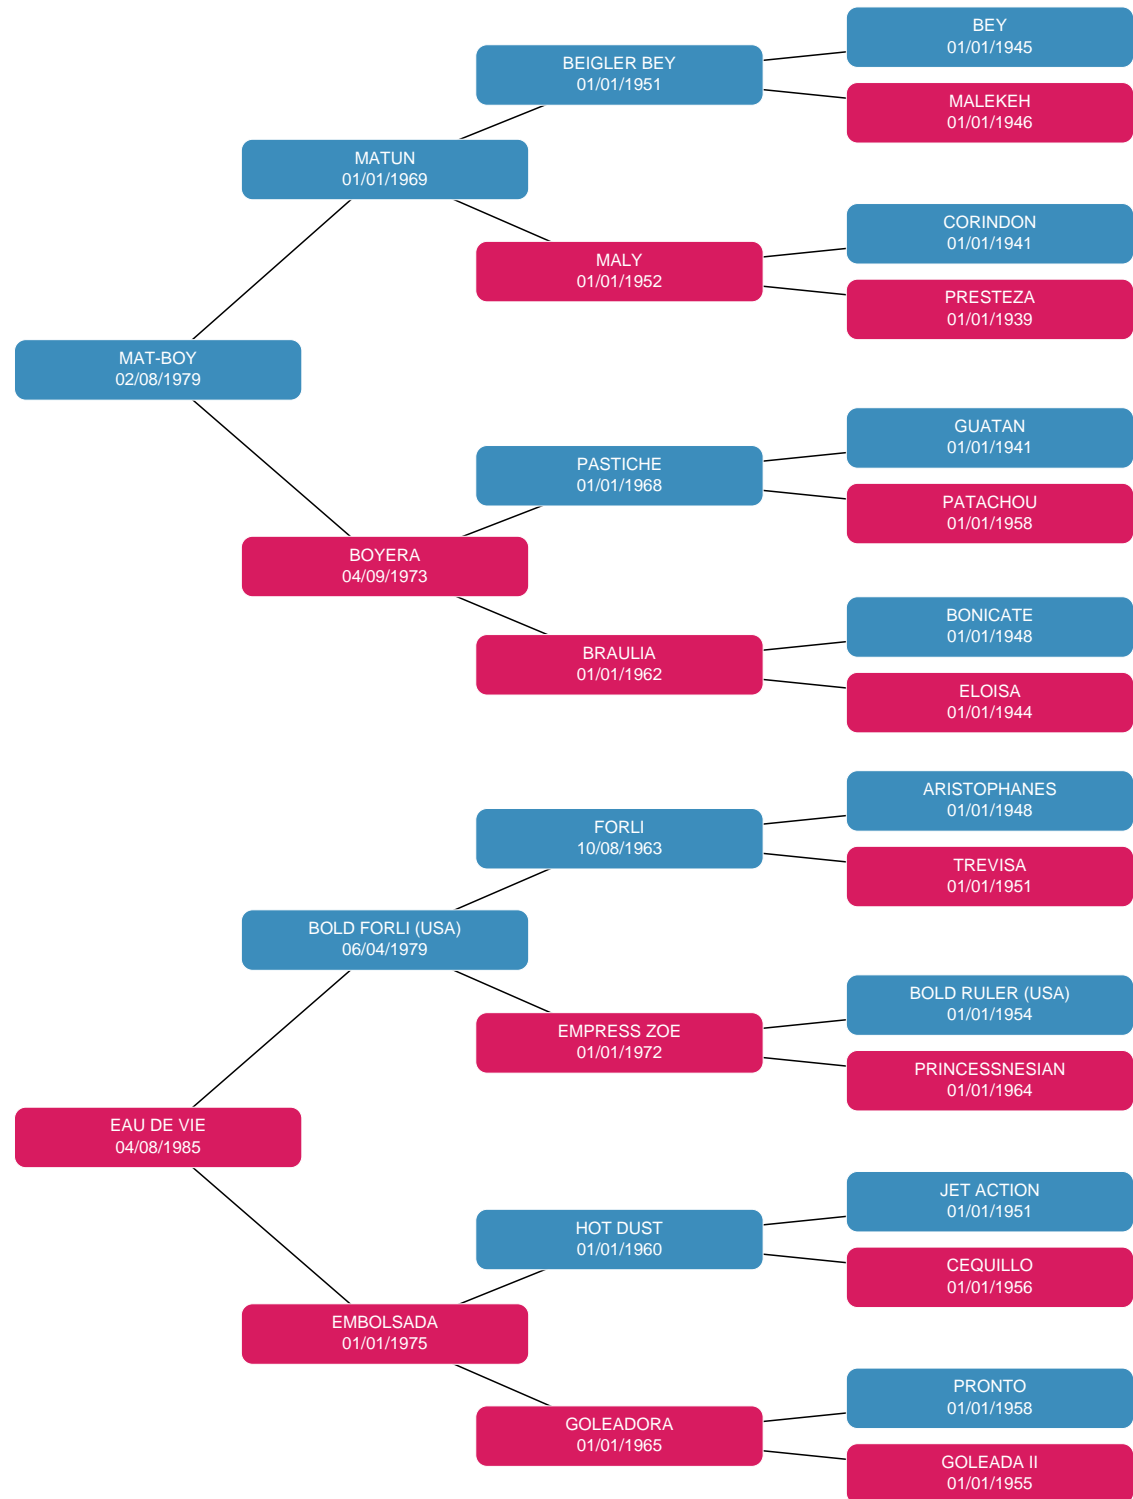 BEY
01/01/1945
BEIGLER BEY
01/01/1951
MALEKEH
01/01/1946
MATUN
01/01/1969
CORINDON
01/01/1941
MALY
01/01/1952
PRESTEZA
01/01/1939
MAT-BOY
02/08/1979
GUATAN
01/01/1941
PASTICHE
01/01/1968
PATACHOU
01/01/1958
BOYERA
04/09/1973
BONICATE
01/01/1948
BRAULIA
01/01/1962
ELOISA
01/01/1944
ARISTOPHANES
01/01/1948
FORLI
10/08/1963
TREVISA
01/01/1951
BOLD FORLI (USA)
06/04/1979
BOLD RULER (USA)
01/01/1954
EMPRESS ZOE
01/01/1972
PRINCESSNESIAN
01/01/1964
EAU DE VIE
04/08/1985
JET ACTION
01/01/1951
HOT DUST
01/01/1960
CEQUILLO
01/01/1956
EMBOLSADA
01/01/1975
PRONTO
01/01/1958
GOLEADORA
01/01/1965
GOLEADA II
01/01/1955